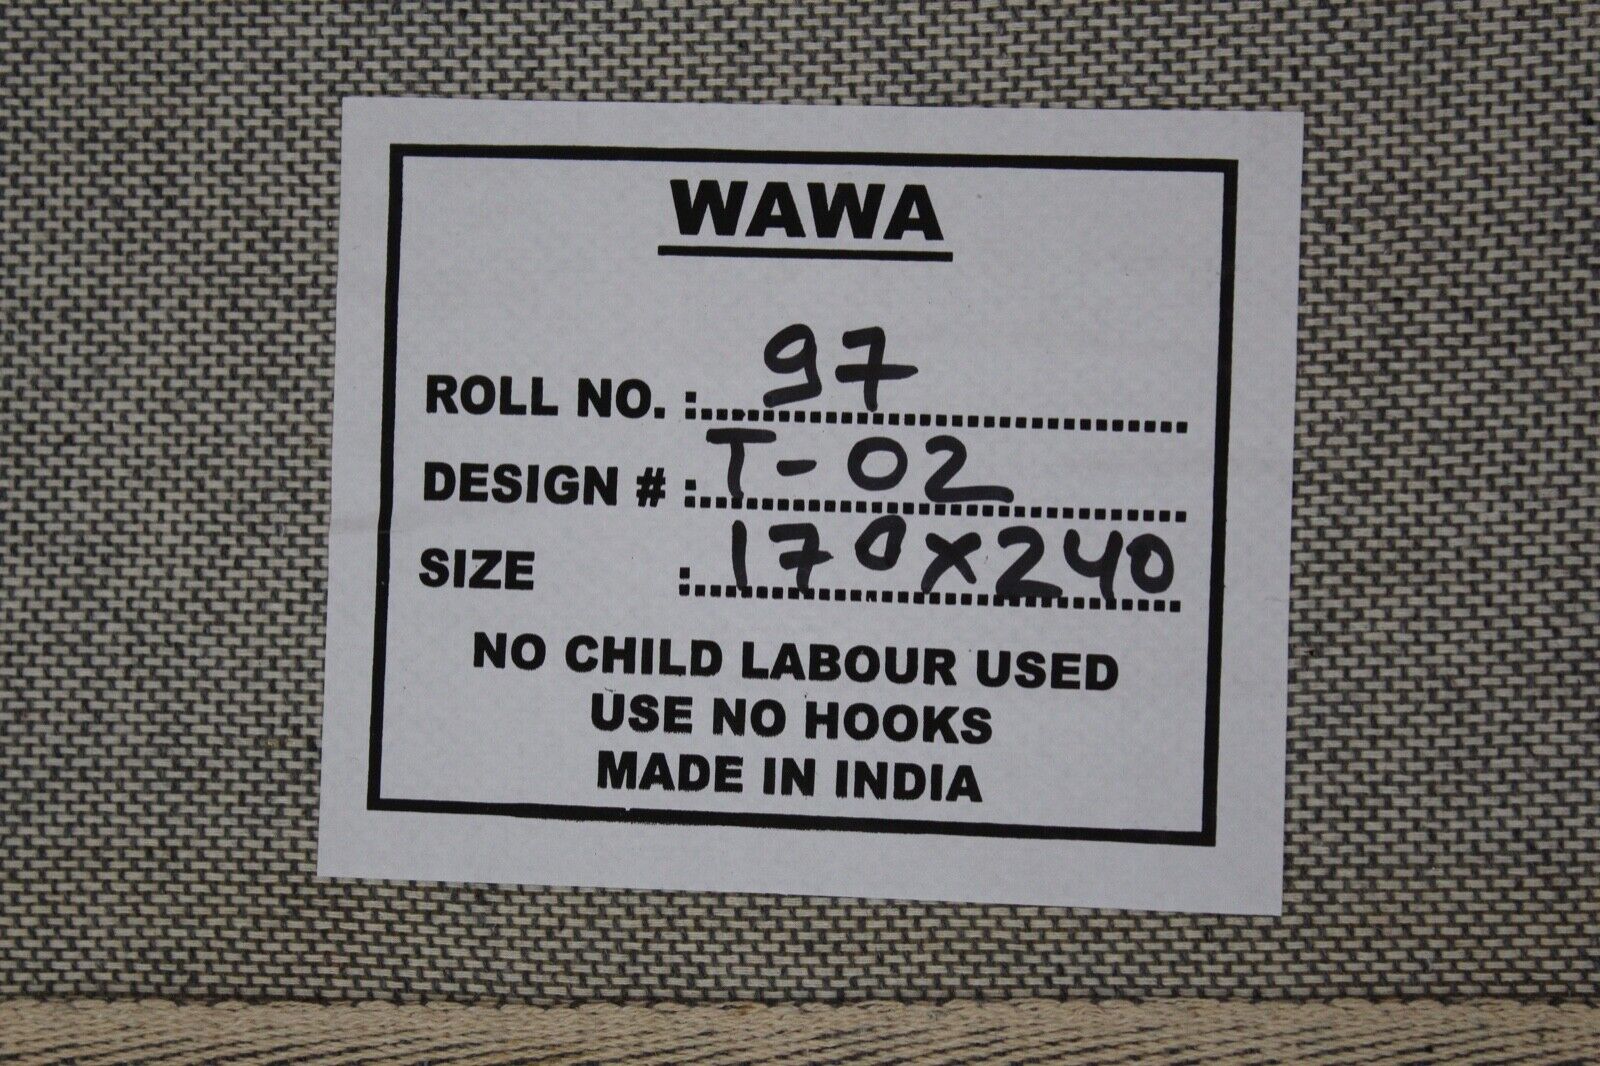 WAWA
ROLL NO. : 97
DESIGN # : T-02
SIZE : 170x240
NO CHILD LABOUR USED
USE NO HOOKS
MADE IN INDIA